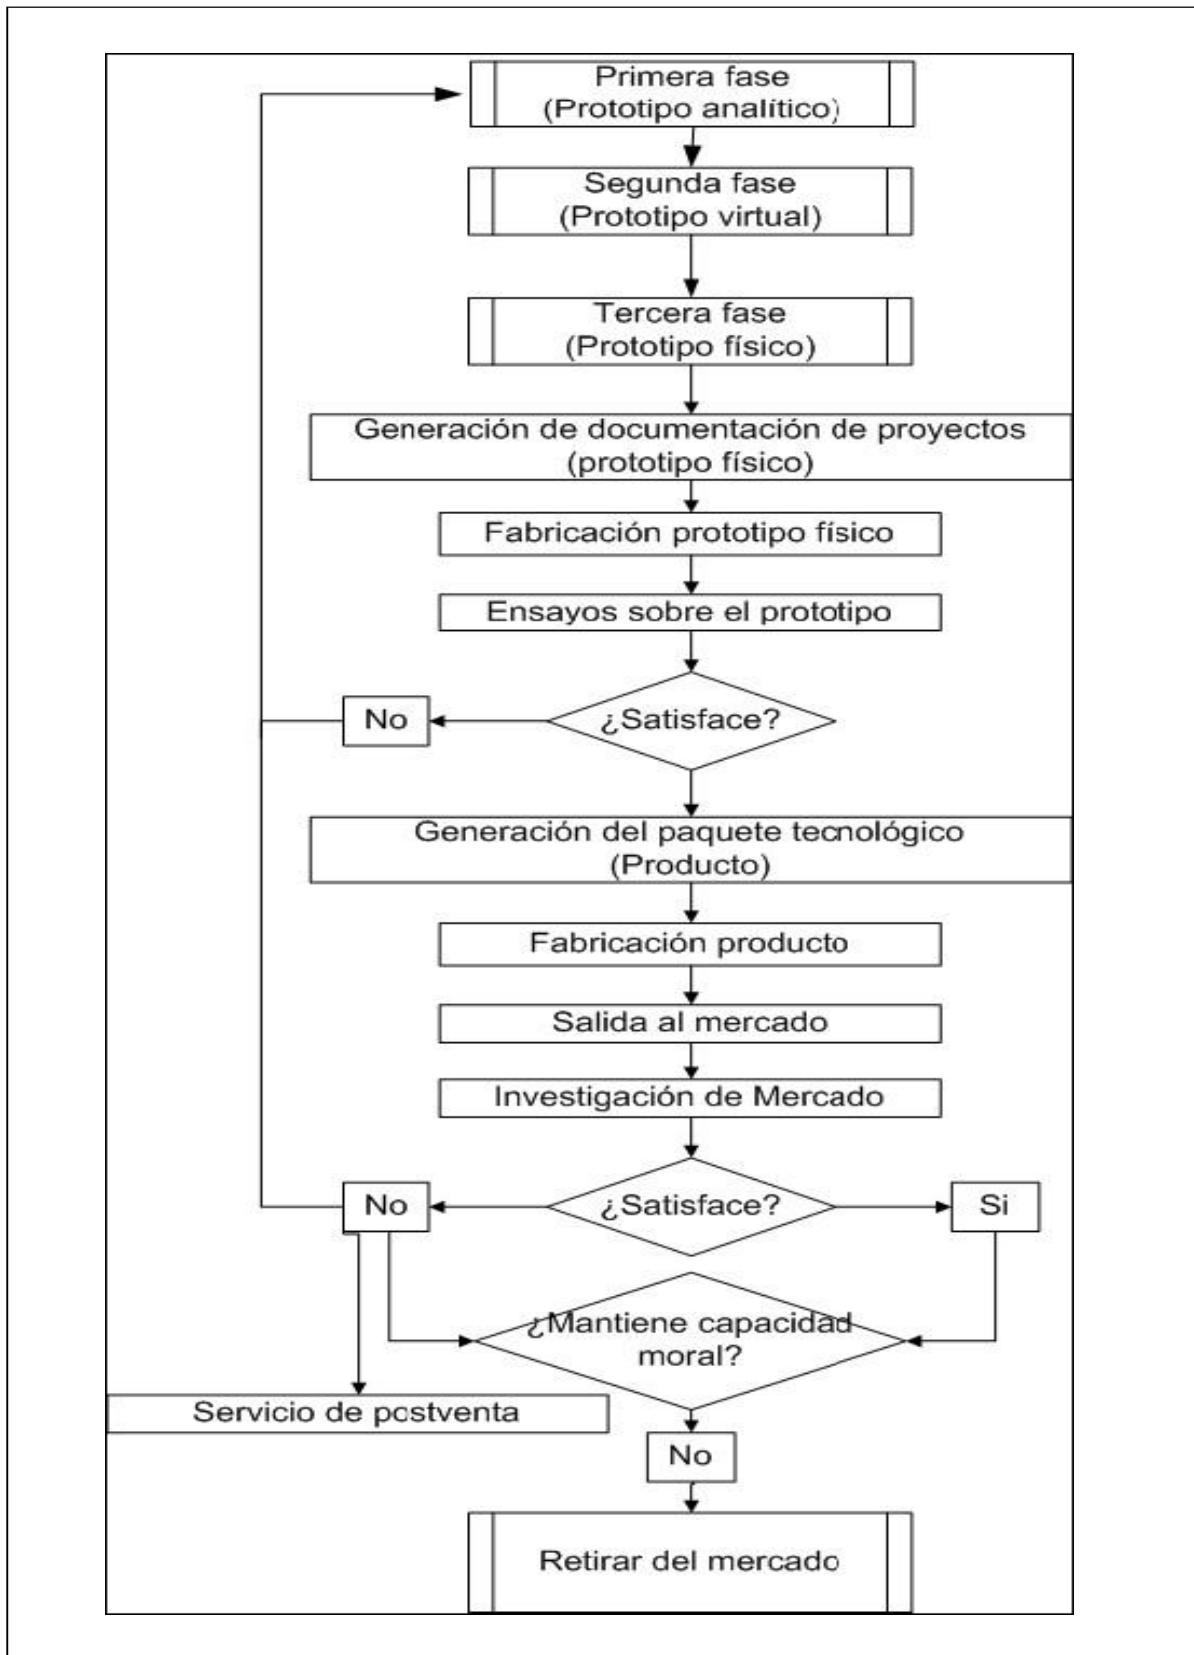 Primera fase
(Prototipo analítico)
Segunda fase
(Prototipo virtual)
Tercera fase
(Prototipo físico)
Generación de documentación de proyectos
(prototipo físico)
Fabricación prototipo físico
Ensayos sobre el prototipo
No
¿Satisface?
Generación del paquete tecnológico
(Producto)
Fabricación producto
Salida al mercado
Investigación de Mercado
No
¿Satisface?
Si
¿Mantiene capacidad
moral?
Servicio de postventa
No
Retirar del mercado